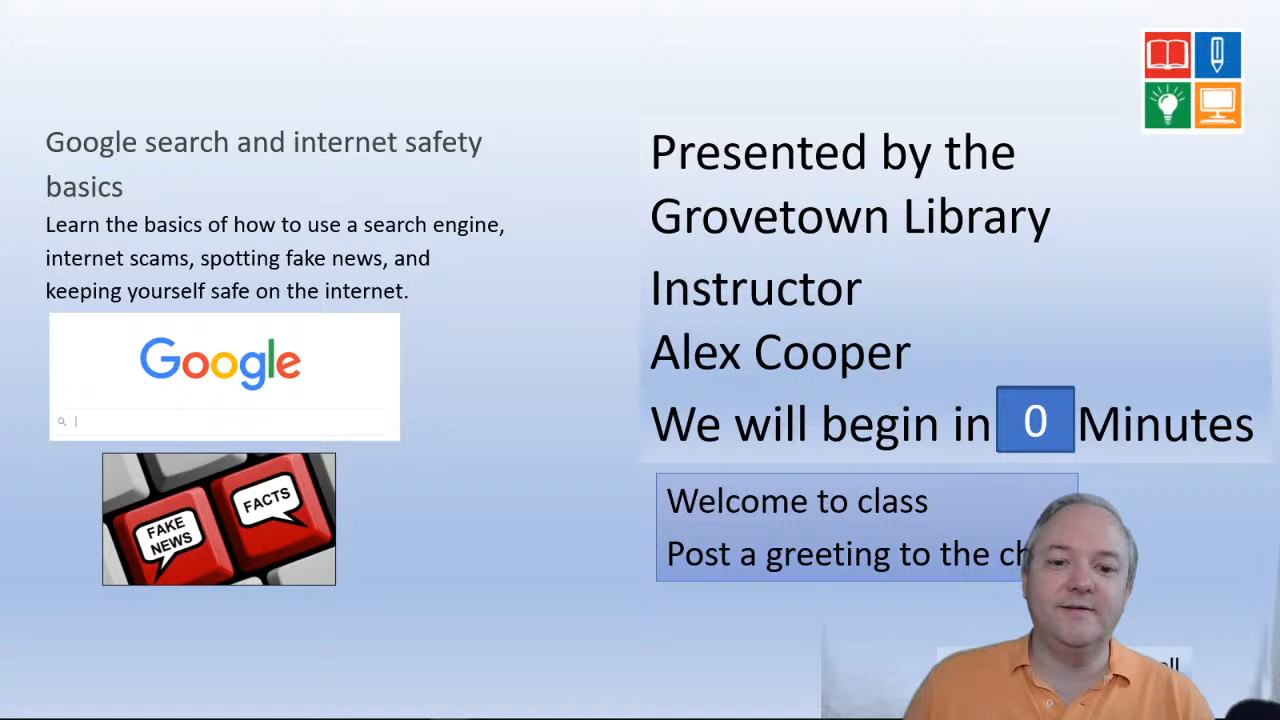 Google search and internet safety
basics
Learn the basics of how to use a search engine,
internet scams, spotting fake news, and
keeping yourself safe on the internet.
Google
FAKE
NEWS
FACTS
Presented by the
Grovetown Library
Instructor
Alex Cooper
We will begin in 0 Minutes
Welcome to class
Post a greeting to the ch